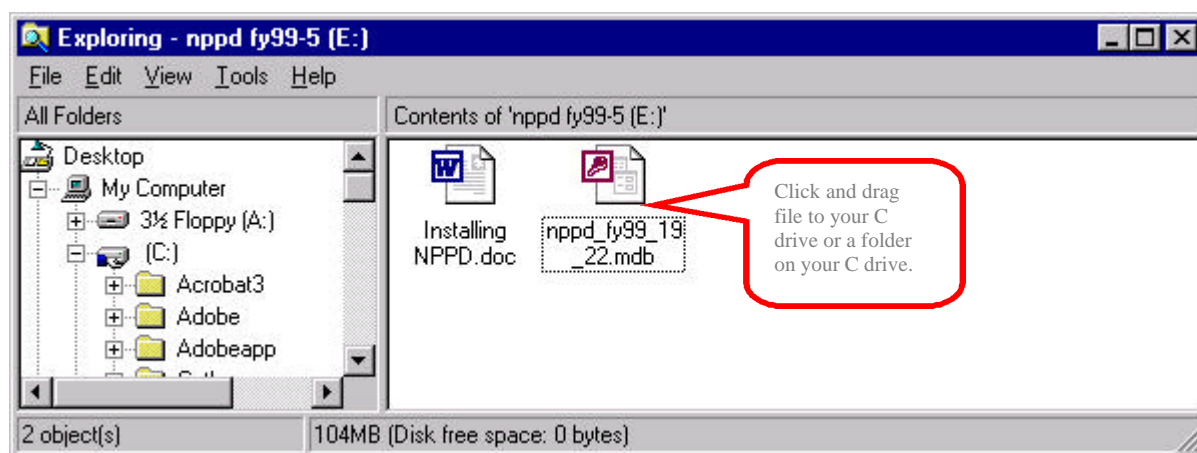 Exploring - nppd fy99-5 (E:)
File Edit View Tools Help
All Folders
Contents of 'nppd fy99-5 (E:)'
Desktop
My Computer
3½ Floppy (A:)
(C:)
Acrobat3
Adobe
Adobeapp
Installing
NPPD.doc
nppd_fy99_19
_22.mdb
Click and drag
file to your C
drive or a folder
on your C drive.
2 object(s)
104MB (Disk free space: 0 bytes)